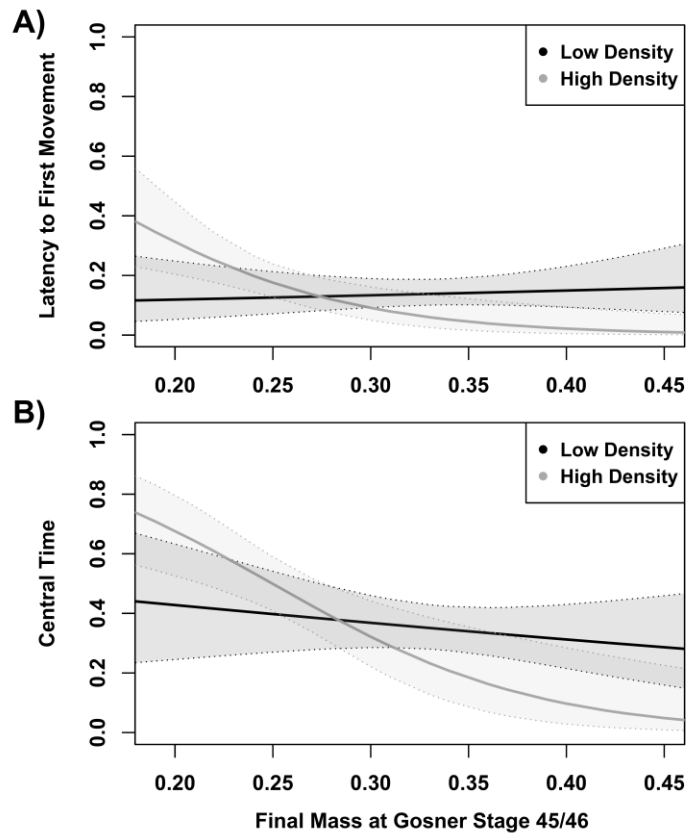 A)
Latency to First Movement
1.0
0.8
0.6
0.4
0.2
0.0
Low Density
High Density
0.20 0.25 0.30 0.35 0.40 0.45
B)
Central Time
1.0
0.8
0.6
0.4
0.2
0.0
Low Density
High Density
0.20 0.25 0.30 0.35 0.40 0.45
Final Mass at Gosner Stage 45/46